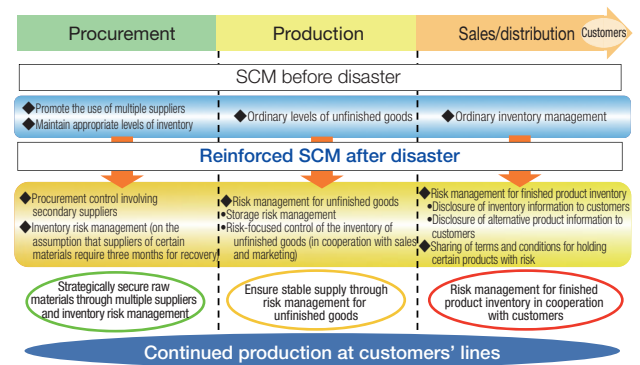 Procurement
Production
Sales/distribution
Customers
SCM before disaster
◆Promote the use of multiple suppliers
◆Maintain appropriate levels of inventory
◆Ordinary levels of unfinished goods
◆Ordinary inventory management
Reinforced SCM after disaster
◆Procurement control involving
secondary suppliers
◆Inventory risk management (on the
assumption that suppliers of certain
materials require three months for recovery)
◆Risk management for unfinished goods
•Storage risk management
•Risk-focused control of the inventory of
unfinished goods (in cooperation with sales
and marketing)
◆Risk management for finished product inventory
•Disclosure of inventory information to customers
•Disclosure of alternative product information to
customers
◆Sharing of terms and conditions for holding
certain products with risk
Strategically secure raw
materials through multiple suppliers
and inventory risk management
Ensure stable supply through
risk management for
unfinished goods
Risk management for finished
product inventory in cooperation
with customers
Continued production at customers' lines